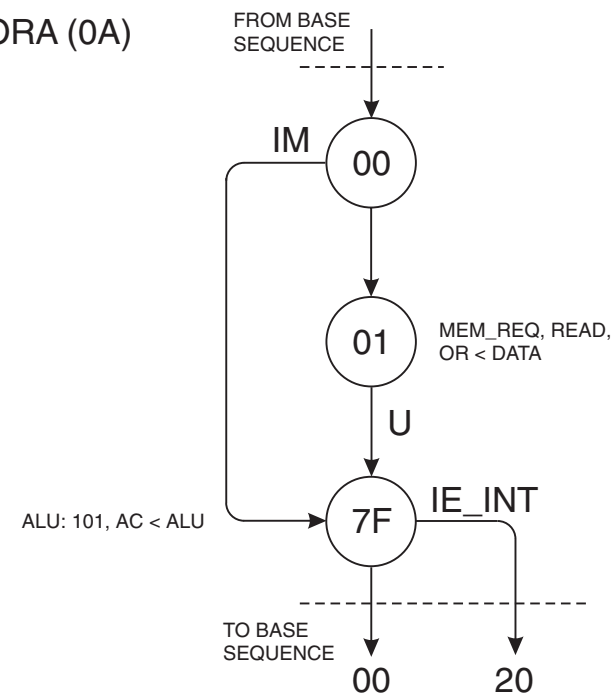 ORA (0A)
FROM BASE
SEQUENCE
IM
00
01
MEM_REQ, READ,
OR < DATA
U
7F
IE_INT
ALU: 101, AC < ALU
TO BASE
SEQUENCE
00
20